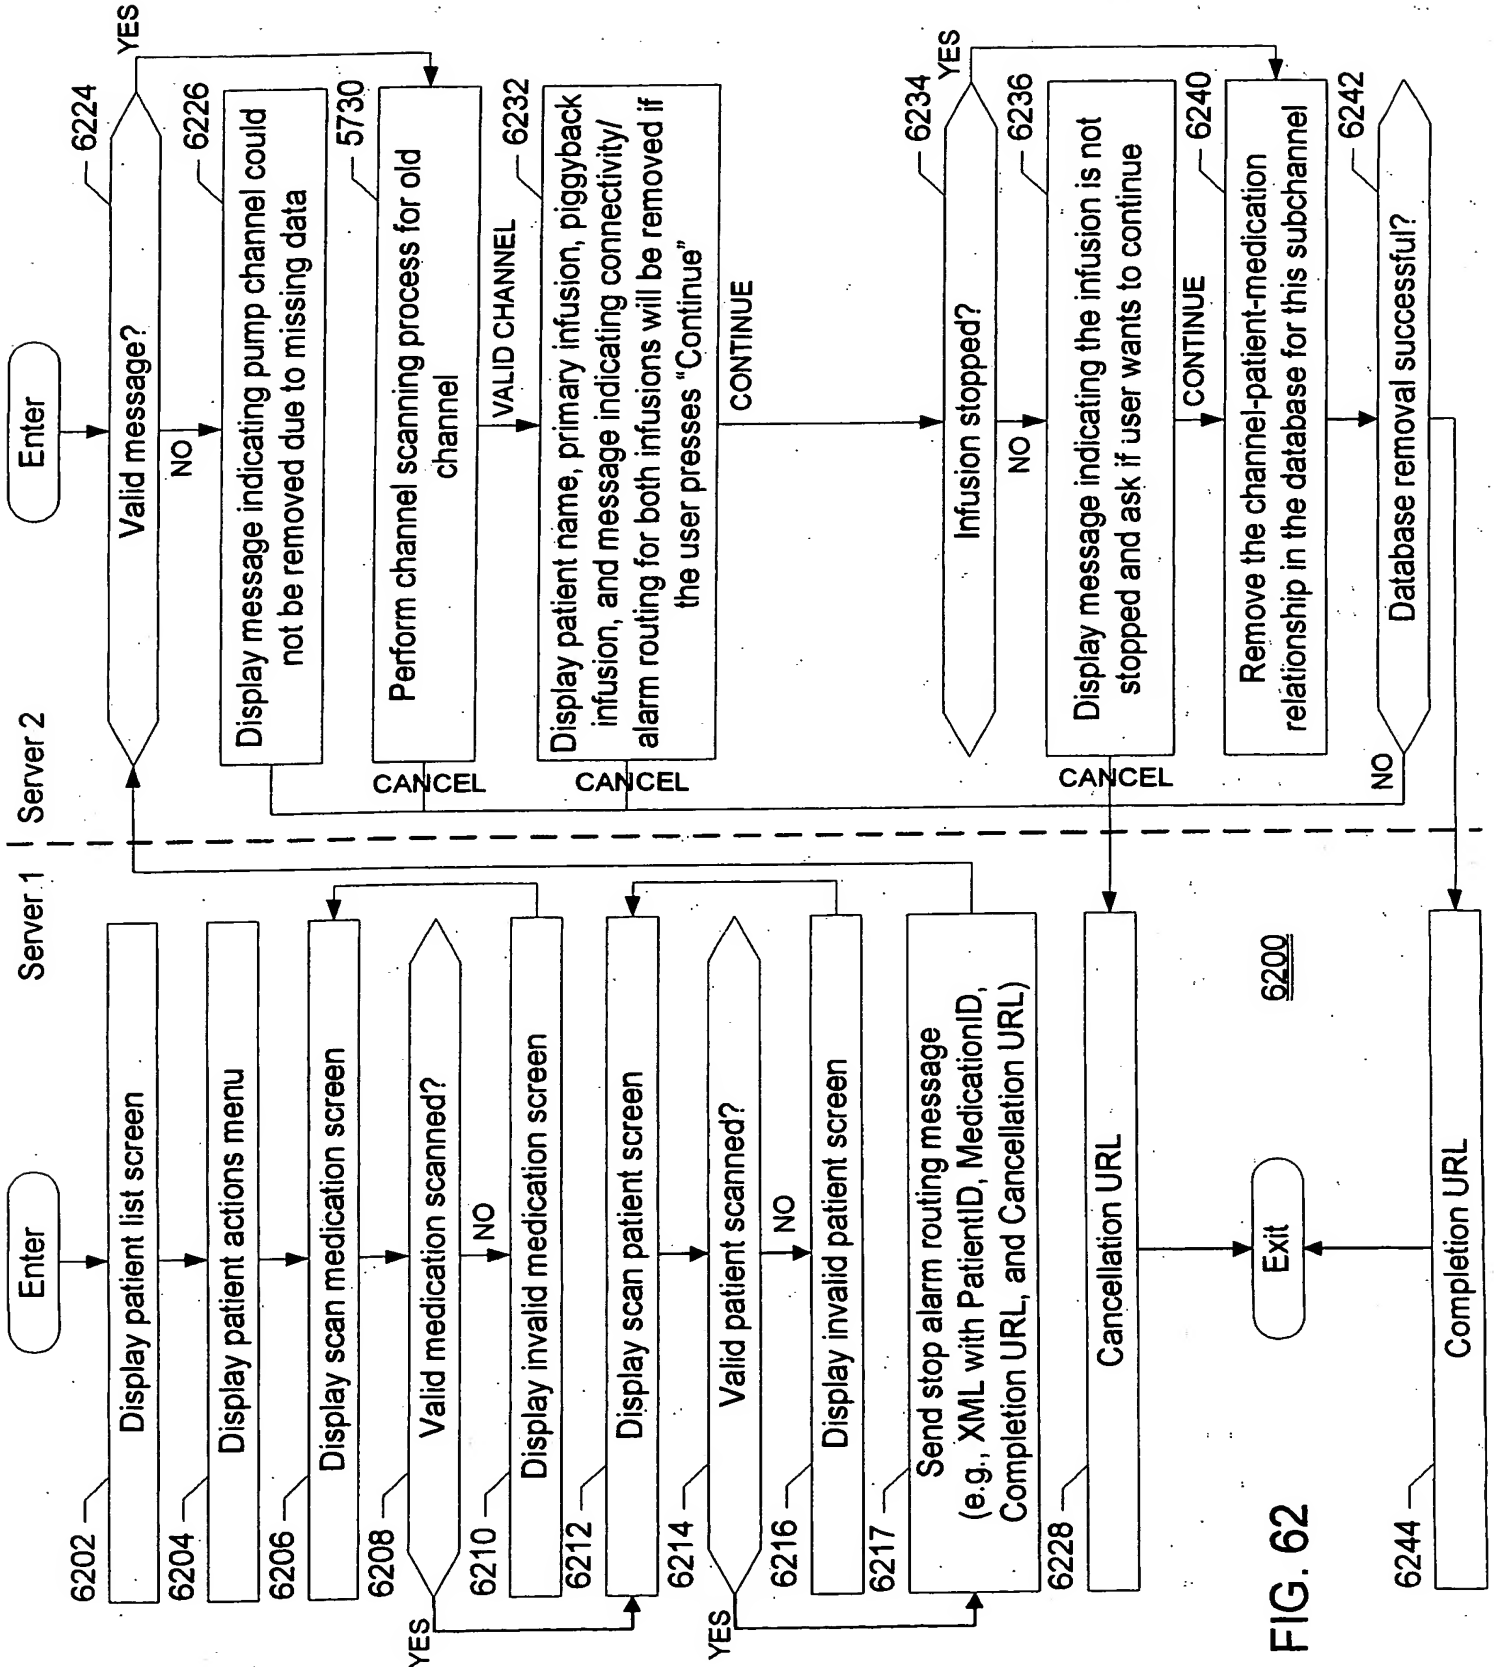 Server 1
Enter
6202
Display patient list screen
6204
Display patient actions menu
6206
Display scan medication screen
6208
Valid medication scanned?
YES
NO
6210
Display invalid medication screen
6212
Display scan patient screen
6214
Valid patient scanned?
YES
NO
6216
Display invalid patient screen
6217
Send stop alarm routing message
(e.g., XML with PatientID, MedicationID,
Completion URL, and Cancellation URL)
6228
Cancellation URL
Exit
6200
6244
Completion URL
FIG. 62
Server 2
Enter
6224
Valid message?
YES
NO
6226
Display message indicating pump channel could
not be removed due to missing data
5730
Perform channel scanning process for old
channel
CANCEL
VALID CHANNEL
6232
Display patient name, primary infusion, piggyback
infusion, and message indicating connectivity/
alarm routing for both infusions will be removed if
the user presses "Continue"
CANCEL
CONTINUE
6234
Infusion stopped?
YES
NO
6236
Display message indicating the infusion is not
stopped and ask if user wants to continue
CANCEL
CONTINUE
6240
Remove the channel-patient-medication
relationship in the database for this subchannel
6242
Database removal successful?
NO